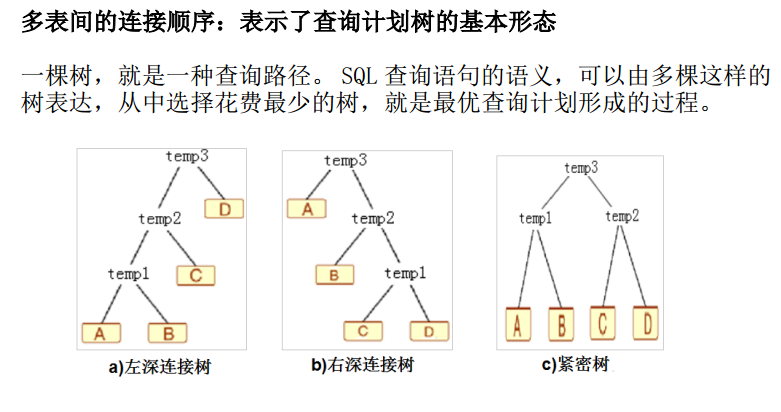 多表间的连接顺序：表示了查询计划树的基本形态
一棵树，就是一种查询路径。 SQL 查询语句的语义，可以由多棵这样的
树表达，从中选择花费最少的树，就是最优查询计划形成的过程。
temp3
temp2
D
temp1
C
A
B
a)左深连接树
temp3
A
temp2
B
temp1
C
D
b)右深连接树
temp3
temp1
temp2
A
B
C
D
c)紧密树